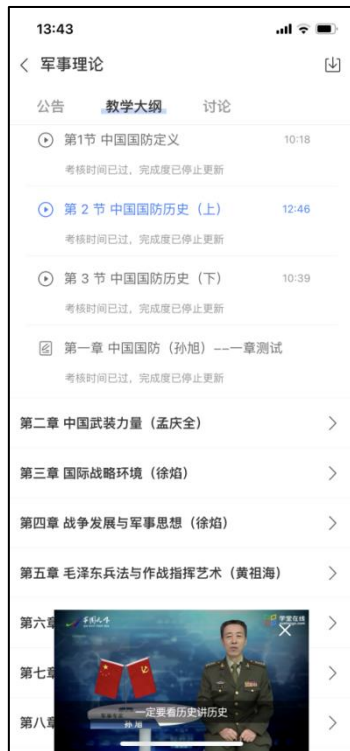 13:43
军事理论
公告 教学大纲 讨论
第1节 中国国防定义 10:18
考核时间已过，完成度已停止更新
第 2 节 中国国防历史（上） 12:46
考核时间已过，完成度已停止更新
第 3 节 中国国防历史（下） 10:39
考核时间已过，完成度已停止更新
第一章 中国国防（孙旭）--一章测试
考核时间已过，完成度已停止更新
第二章 中国武装力量（孟庆全）
第三章 国际战略环境（徐焰）
第四章 战争发展与军事思想（徐焰）
第五章 毛泽东兵法与作战指挥艺术（黄祖海）
第六章
学堂在线
第七章
一定要看历史讲历史
孙旭
第八章